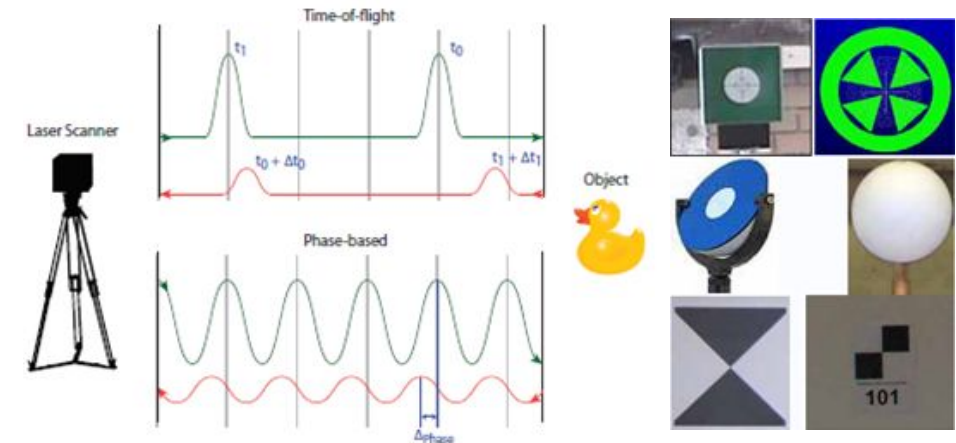 Time-of-flight
t1
t0
Laser Scanner
t0 + Δt0
t1 + Δt1
Object
Phase-based
ΔPhase
101